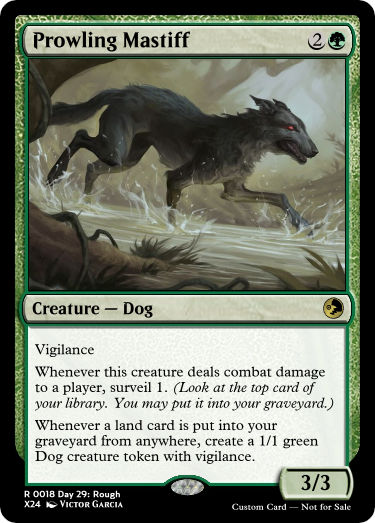 Prowling Mastiff 2
Creature — Dog
Vigilance
Whenever this creature deals combat damage
to a player, surveil 1. (Look at the top card of
your library. You may put it into your graveyard.)
Whenever a land card is put into your
graveyard from anywhere, create a 1/1 green
Dog creature token with vigilance.
3/3
R 0018 Day 29: Rough
X24 Victor Garcia
Custom Card — Not for Sale